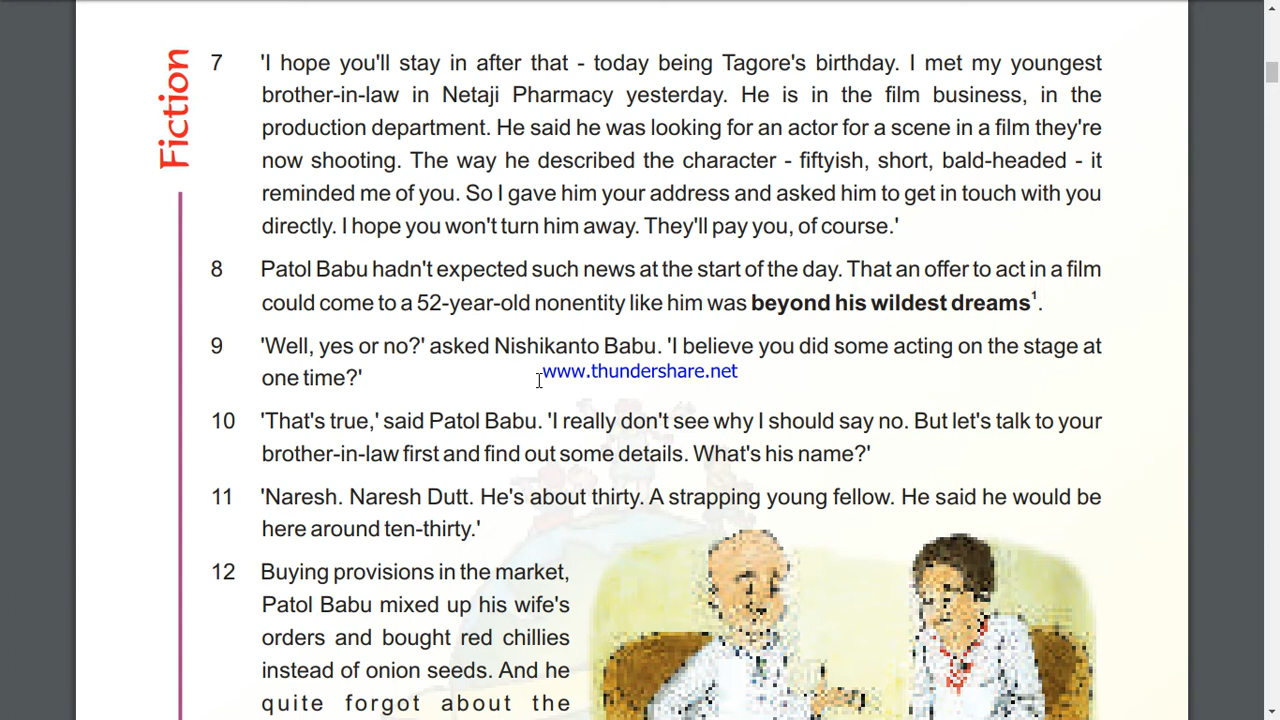 Fiction
7 'I hope you'll stay in after that - today being Tagore's birthday. I met my youngest
brother-in-law in Netaji Pharmacy yesterday. He is in the film business, in the
production department. He said he was looking for an actor for a scene in a film they're
now shooting. The way he described the character - fiftyish, short, bald-headed - it
reminded me of you. So I gave him your address and asked him to get in touch with you
directly. I hope you won't turn him away. They'll pay you, of course.'
8 Patol Babu hadn't expected such news at the start of the day. That an offer to act in a film
could come to a 52-year-old nonentity like him was beyond his wildest dreams¹.
9 'Well, yes or no?' asked Nishikanto Babu. 'I believe you did some acting on the stage at
one time?'
www.thundershare.net
10 'That's true,' said Patol Babu. 'I really don't see why I should say no. But let's talk to your
brother-in-law first and find out some details. What's his name?'
11 'Naresh. Naresh Dutt. He's about thirty. A strapping young fellow. He said he would be
here around ten-thirty.'
12 Buying provisions in the market,
Patol Babu mixed up his wife's
orders and bought red chillies
instead of onion seeds. And he
quite forgot about the